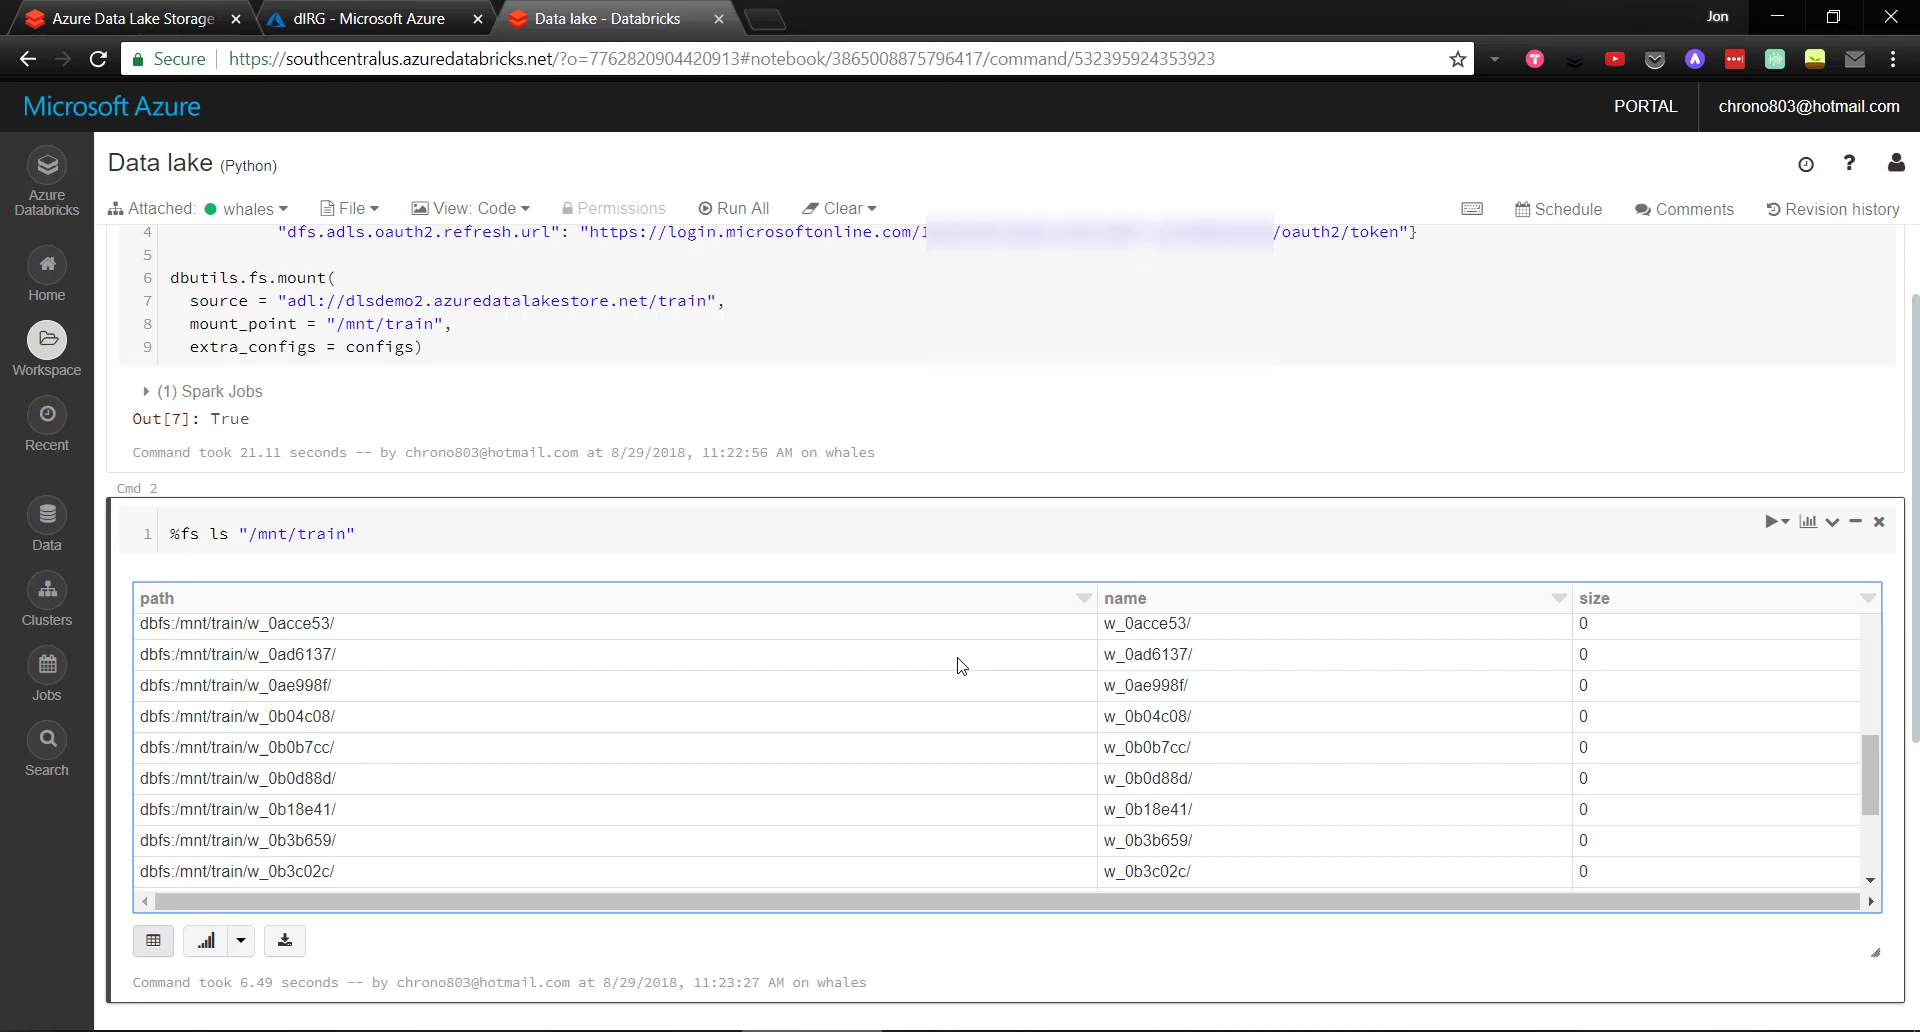 Azure Data Lake Storage
dlRG - Microsoft Azure
Data lake - Databricks
Jon
Secure https://southcentralus.azuredatabricks.net/?o=7762820904420913#notebook/3865008875796417/command/532395924353923
Microsoft Azure
PORTAL
chrono803@hotmail.com
Azure
Databricks
Home
Workspace
Recent
Data
Clusters
Jobs
Search
Data lake (Python)
Attached: whales File View: Code Permissions Run All Clear Schedule Comments Revision history
4 "dfs.adls.oauth2.refresh.url": "https://login.microsoftonline.com/ /oauth2/token"}
5
6 dbutils.fs.mount(
7 source = "adl://dlsdemo2.azuredatalakestore.net/train",
8 mount_point = "/mnt/train",
9 extra_configs = configs)
(1) Spark Jobs
Out[7]: True
Command took 21.11 seconds -- by chrono803@hotmail.com at 8/29/2018, 11:22:56 AM on whales
Cmd 2
1 %fs ls "/mnt/train"
path name size
dbfs:/mnt/train/w_0acce53/ w_0acce53/ 0
dbfs:/mnt/train/w_0ad6137/ w_0ad6137/ 0
dbfs:/mnt/train/w_0ae998f/ w_0ae998f/ 0
dbfs:/mnt/train/w_0b04c08/ w_0b04c08/ 0
dbfs:/mnt/train/w_0b0b7cc/ w_0b0b7cc/ 0
dbfs:/mnt/train/w_0b0d88d/ w_0b0d88d/ 0
dbfs:/mnt/train/w_0b18e41/ w_0b18e41/ 0
dbfs:/mnt/train/w_0b3b659/ w_0b3b659/ 0
dbfs:/mnt/train/w_0b3c02c/ w_0b3c02c/ 0
Command took 6.49 seconds -- by chrono803@hotmail.com at 8/29/2018, 11:23:27 AM on whales